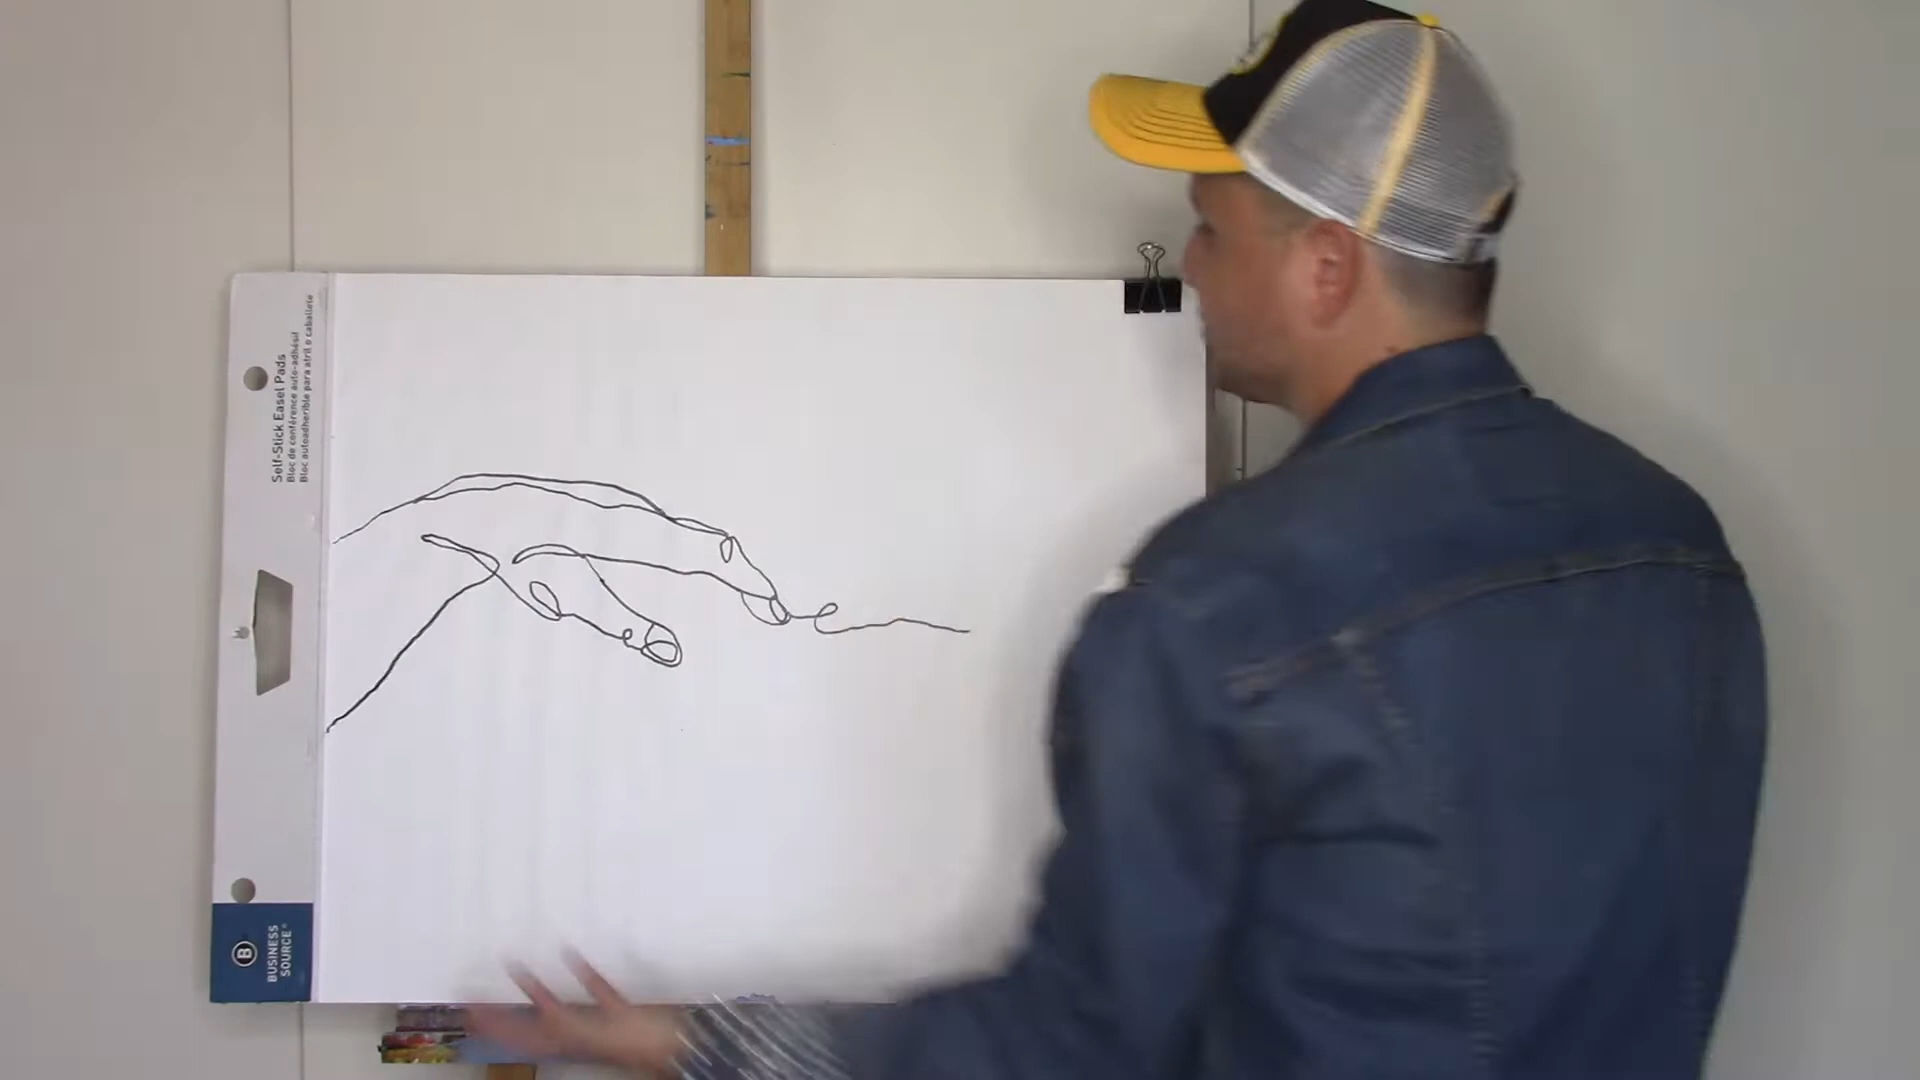 Self-Stick Easel Pads
Bloc de conférence auto-adhésif
Bloc autoadherible para atril o caballete
B
BUSINESS
SOURCE®